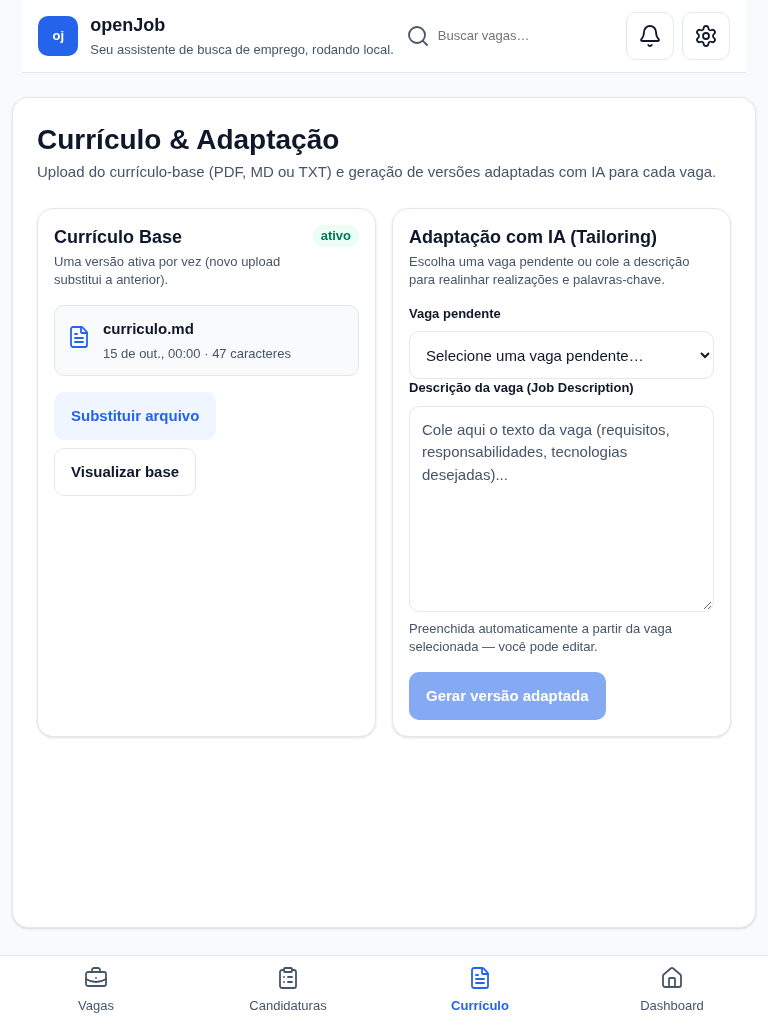 oj
openJob
Seu assistente de busca de emprego, rodando local.
Buscar vagas…
Currículo & Adaptação
Upload do currículo-base (PDF, MD ou TXT) e geração de versões adaptadas com IA para cada vaga.
Currículo Base
ativo
Uma versão ativa por vez (novo upload
substitui a anterior).
curriculo.md
15 de out., 00:00 · 47 caracteres
Substituir arquivo
Visualizar base
Adaptação com IA (Tailoring)
Escolha uma vaga pendente ou cole a descrição
para realinhar realizações e palavras-chave.
Vaga pendente
Selecione uma vaga pendente…
Descrição da vaga (Job Description)
Cole aqui o texto da vaga (requisitos,
responsabilidades, tecnologias
desejadas)...
Preenchida automaticamente a partir da vaga
selecionada — você pode editar.
Gerar versão adaptada
Vagas
Candidaturas
Currículo
Dashboard